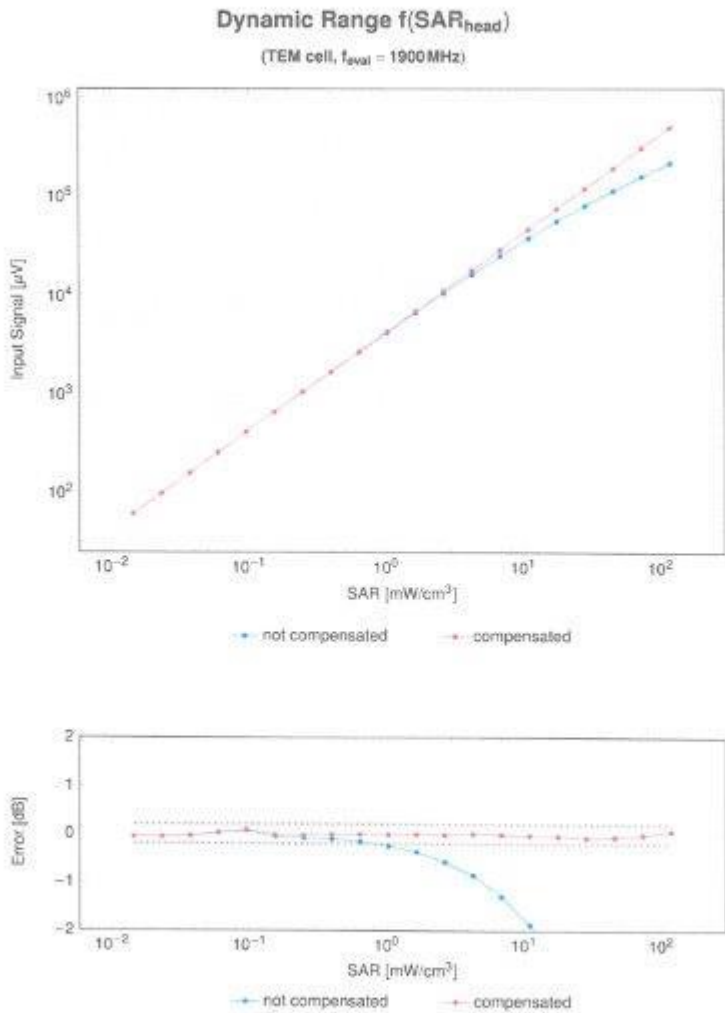 Dynamic Range f(SARhead)
(TEM cell, feval = 1900 MHz)
10⁶
10⁵
10⁴
10³
10²
Input Signal [µV]
10⁻² 10⁻¹ 10⁰ 10¹ 10²
SAR [mW/cm³]
not compensated compensated
2
1
0
−1
−2
Error [dB]
10⁻² 10⁻¹ 10⁰ 10¹ 10²
SAR [mW/cm³]
not compensated compensated